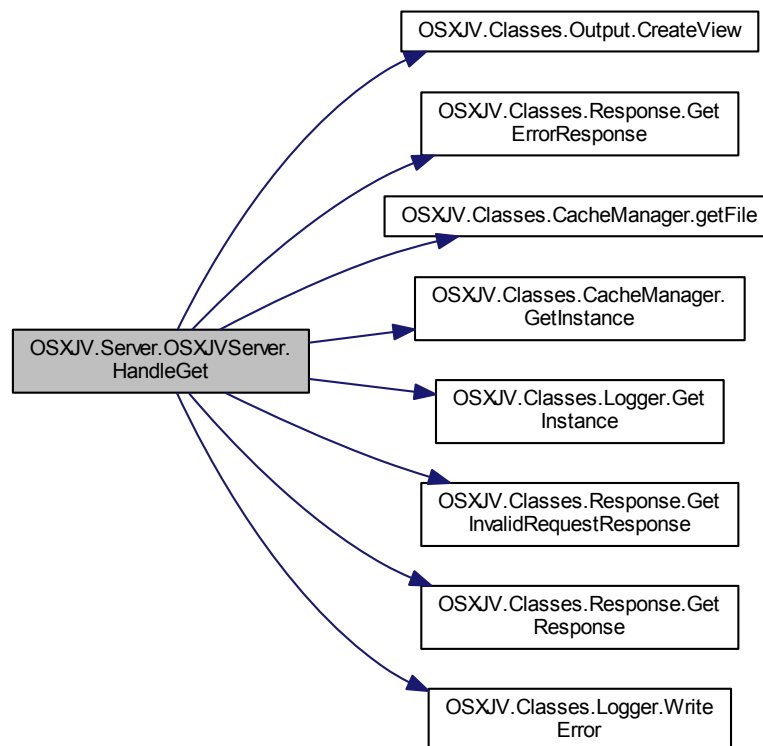 OSXJV.Classes.Output.CreateView
OSXJV.Classes.Response.Get
ErrorResponse
OSXJV.Classes.CacheManager.getFile
OSXJV.Classes.CacheManager.
GetInstance
OSXJV.Server.OSXJVServer.
HandleGet
OSXJV.Classes.Logger.Get
Instance
OSXJV.Classes.Response.Get
InvalidRequestResponse
OSXJV.Classes.Response.Get
Response
OSXJV.Classes.Logger.Write
Error